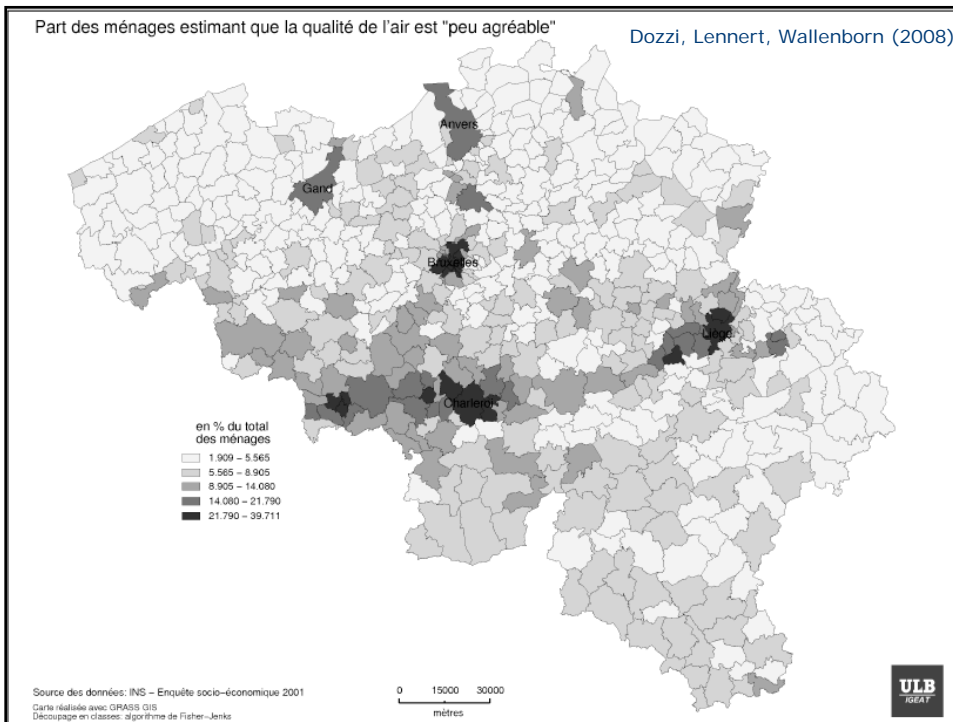 Part des ménages estimant que la qualité de l'air est "peu agréable"
Dozzi, Lennert, Wallenborn (2008)
Anvers
Gand
Bruxelles
Liège
Charleroi
en % du total
des ménages
1.909 – 5.565
5.565 – 8.905
8.905 – 14.080
14.080 – 21.790
21.790 – 39.711
Source des données: INS – Enquête socio–économique 2001
Carte réalisée avec GRASS GIS
Découpage en classes: algorithme de Fisher–Jenks
0 15000 30000
mètres
ULB
IGEAT